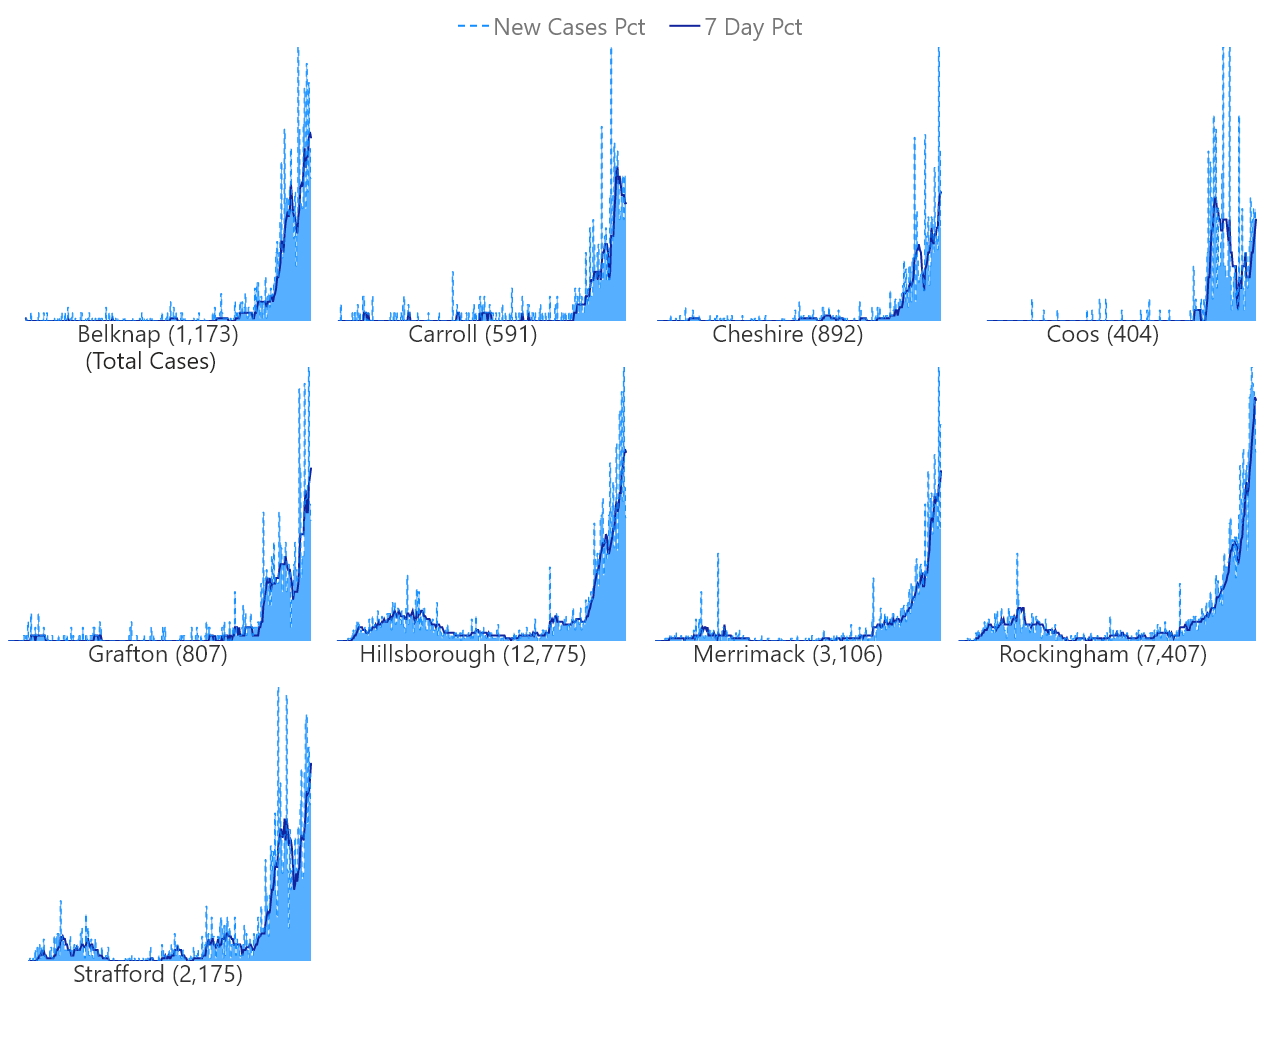 New Cases Pct 7 Day Pct
Belknap (1,173) Carroll (591) Cheshire (892) Coos (404)
(Total Cases)
Grafton (807) Hillsborough (12,775) Merrimack (3,106) Rockingham (7,407)
Strafford (2,175)